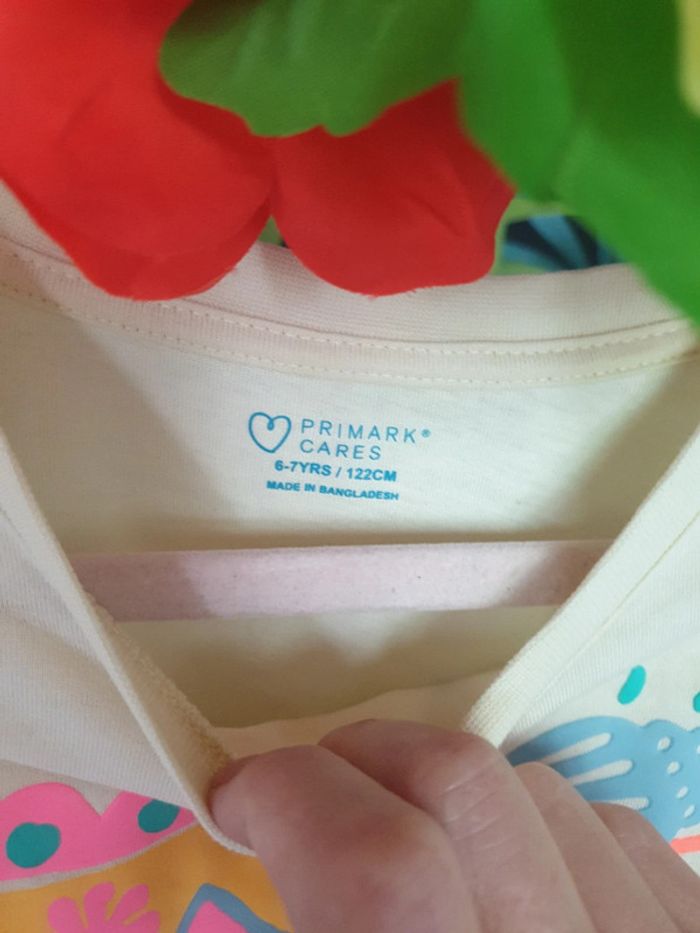 PRIMARK®
CARES
6-7YRS / 122CM
MADE IN BANGLADESH